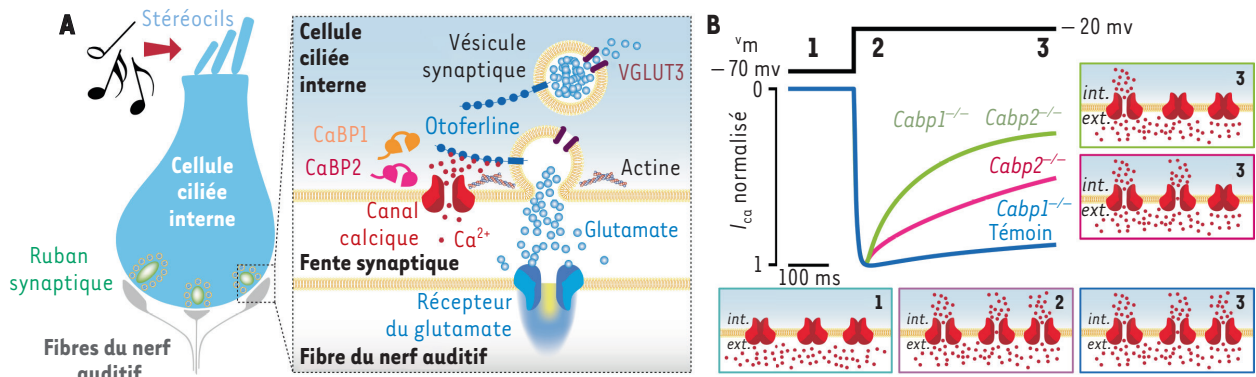 A
Stéréocils
Cellule
ciliée
interne
Ruban
synaptique
Fibres du nerf
auditif
Cellule
ciliée
interne
Vésicule
synaptique
VGLUT3
CaBP1
CaBP2
Otoferline
Actine
Canal
calcique
Ca²⁺
Glutamate
Fente synaptique
Récepteur
du glutamate
Fibre du nerf auditif
B
vm
– 20 mv
1
2
3
– 70 mv
0
Cabp1⁻/⁻ Cabp2⁻/⁻
Cabp2⁻/⁻
Cabp1⁻/⁻
Témoin
I ca normalisé
1
100 ms
3
int.
ext.
3
int.
ext.
1
int.
ext.
2
int.
ext.
3
int.
ext.